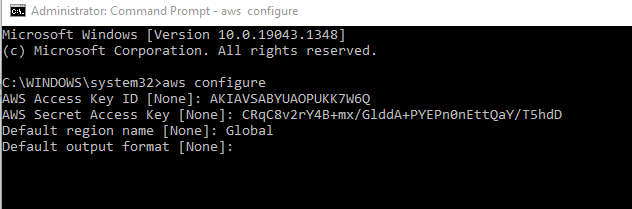 Administrator: Command Prompt - aws configure
Microsoft Windows [Version 10.0.19043.1348]
(c) Microsoft Corporation. All rights reserved.
C:\WINDOWS\system32>aws configure
AWS Access Key ID [None]: AKIAVSABYUAOPUKK7W6Q
AWS Secret Access Key [None]: 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
Default region name [None]: Global
Default output format [None]: